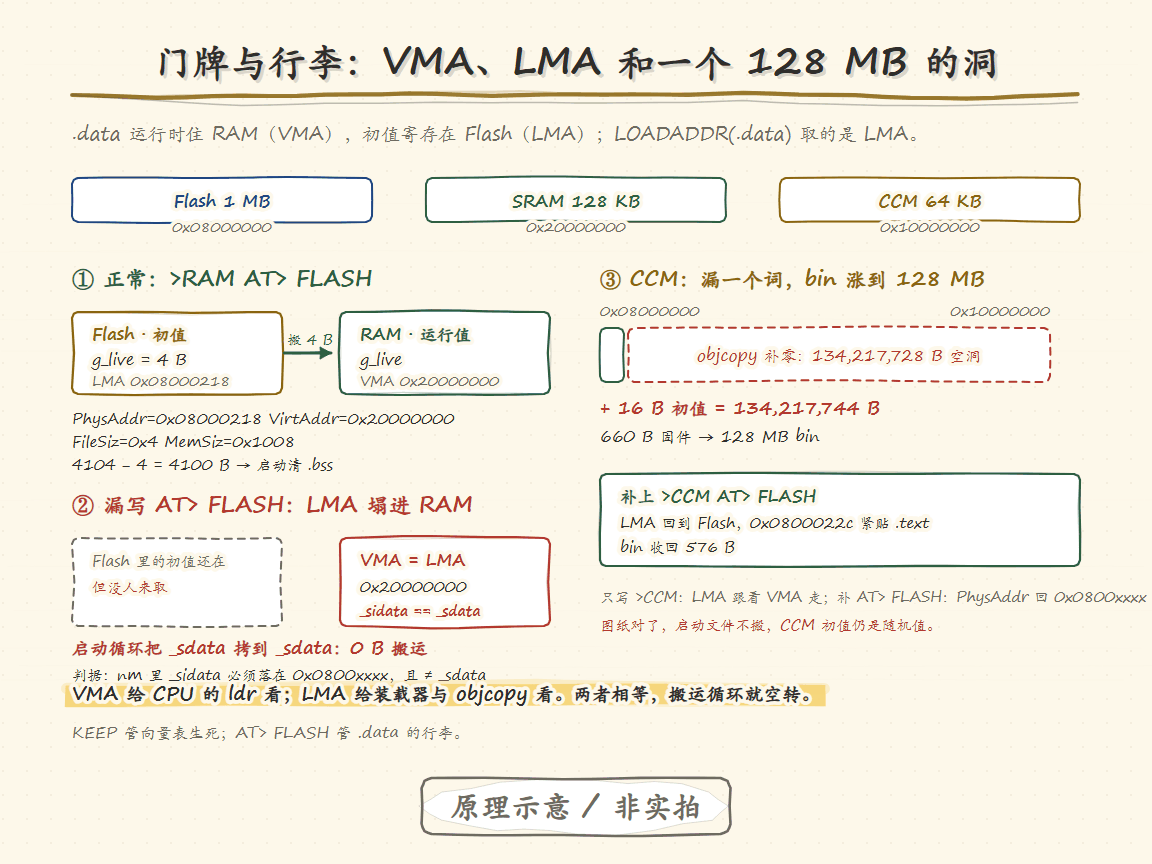 门牌与行李：VMA、LMA 和一个 128 MB 的洞
.data 运行时住 RAM（VMA），初值寄存在 Flash（LMA）；LOADADDR(.data) 取的是 LMA。
Flash 1 MB
0x08000000
SRAM 128 KB
0x20000000
CCM 64 KB
0x10000000
① 正常：>RAM AT> FLASH
Flash · 初值
g_live = 4 B
LMA 0x08000218
搬 4 B
RAM · 运行值
g_live
VMA 0x20000000
PhysAddr=0x08000218 VirtAddr=0x20000000
FileSiz=0x4 MemSiz=0x1008
4104 - 4 = 4100 B → 启动清 .bss
② 漏写 AT> FLASH：LMA 塌进 RAM
Flash 里的初值还在
但没人来取
VMA = LMA
0x20000000
_sidata == _sdata
启动循环把 _sdata 拷到 _sdata：0 B 搬运
判据：nm 里 _sidata 必须落在 0x0800xxxx，且 ≠ _sdata
③ CCM：漏一个词，bin 涨到 128 MB
0x08000000
0x10000000
objcopy 补零：134,217,728 B 空洞
+ 16 B 初值 = 134,217,744 B
660 B 固件 → 128 MB bin
补上 >CCM AT> FLASH
LMA 回到 Flash，0x0800022c 紧贴 .text
bin 收回 576 B
只写 >CCM：LMA 跟着 VMA 走；补 AT> FLASH：PhysAddr 回 0x0800xxxx
图纸对了，启动文件不搬，CCM 初值仍是随机值。
VMA 给 CPU 的 ldr 看；LMA 给装载器与 objcopy 看。两者相等，搬运循环就空转。
KEEP 管向量表生死；AT> FLASH 管 .data 的行李。
原理示意 / 非实拍